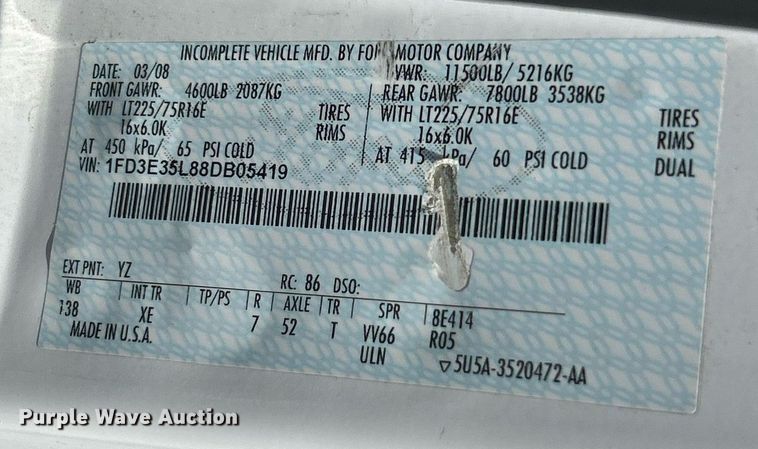 INCOMPLETE VEHICLE MFD. BY MOTOR COMPANY
DATE: 03/08 VWR: 11500LB/ 5216KG
FRONT GAWR: 4600LB 2087KG REAR GAWR: 7800LB 3538KG
WITH LT225/75R16E TIRES WITH LT225/75R16E TIRES
16x6.0K RIMS 16x6.0K RIMS
AT 450 kPa/ 65 PSI COLD AT 415 kPa/ 60 PSI COLD DUAL
VIN: 1FD3E35L88DB05419
EXT PNT: YZ RC: 86 DSO:
WB INT TR TP/PS R AXLE TR SPR 8E414
138 XE 7 52 T VV66 R05
MADE IN U.S.A. ULN ▽5U5A-3520472-AA
Purple Wave Auction